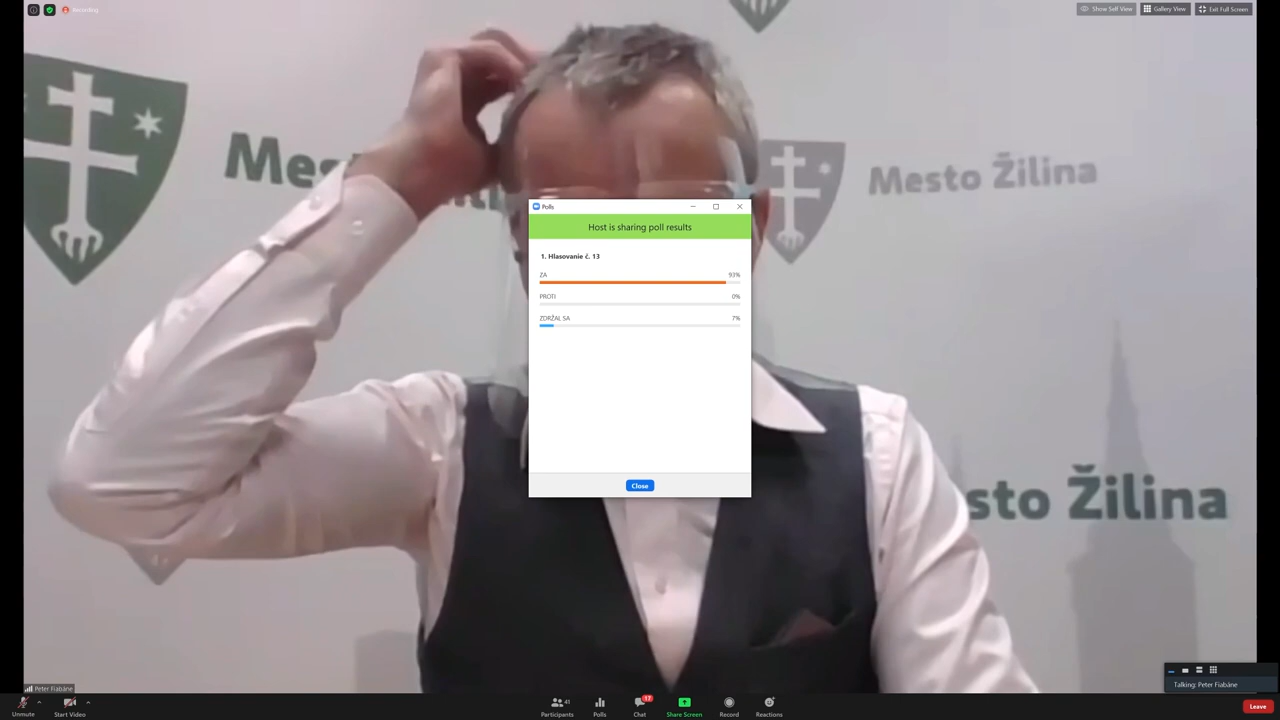 Recording
Show Self View
Gallery View
Exit Full Screen
Mesto Žilina
Polls
Host is sharing poll results
1. Hlasovanie č. 13
ZA 93%
PROTI 0%
ZDRŽAL SA 7%
Close
sto Žilina
Peter Fiabáne
Talking: Peter Fiabáne
Unmute
Start Video
Participants 41
Polls
Chat 17
Share Screen
Record
Reactions
Leave